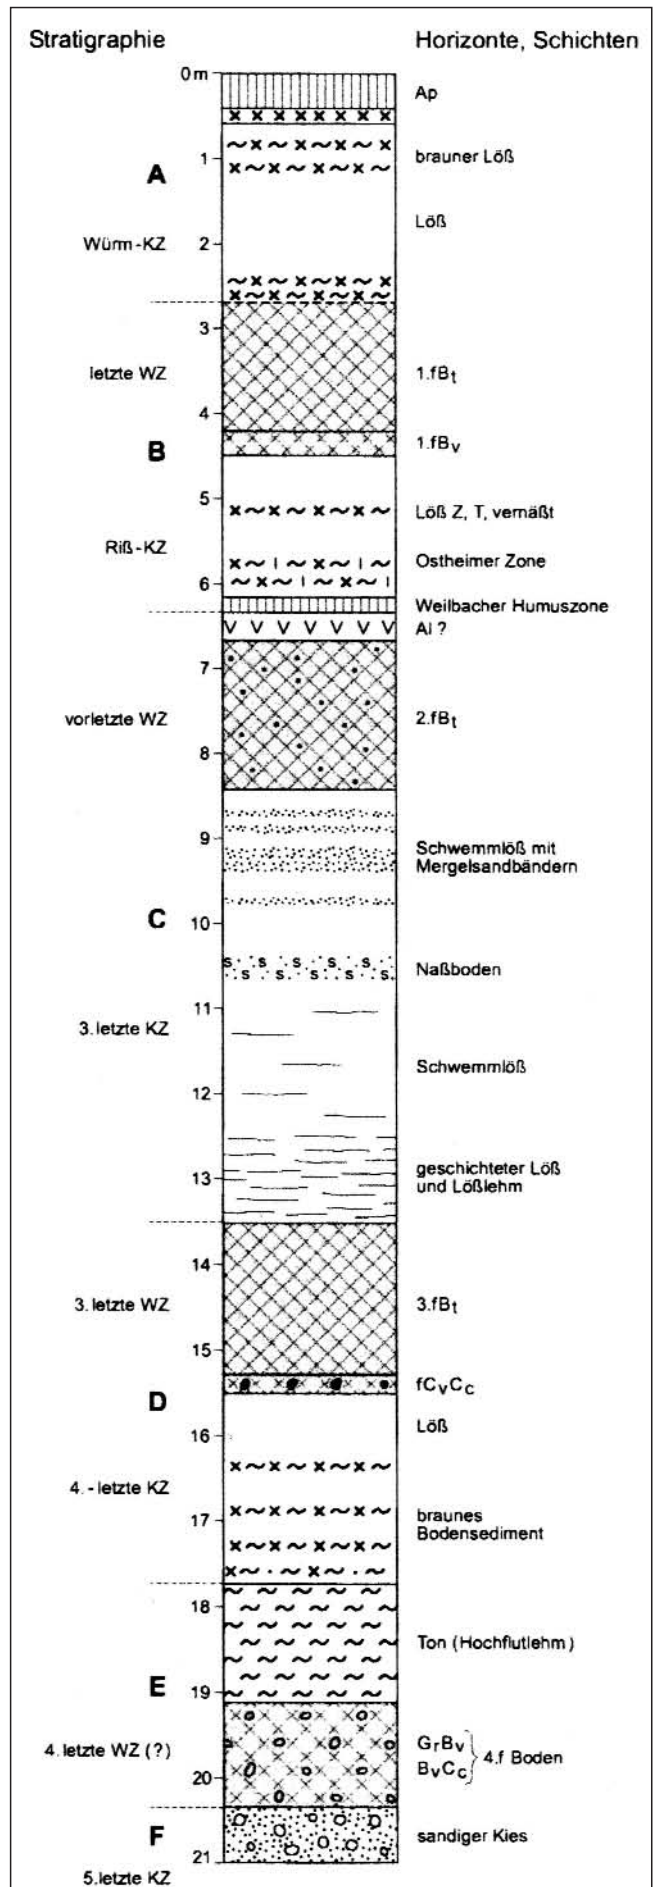 Stratigraphie Horizonte, Schichten
0 m
Ap
1
brauner Löß
A
Löß
Würm-KZ
2
3
letzte WZ
1.fBt
4
B
1.fBv
5
Löß Z, T, vernäßt
Riß-KZ
Ostheimer Zone
6
Weilbacher Humuszone
Al ?
7
vorletzte WZ
2.fBt
8
9
Schwemmlöß mit
Mergelsandbändern
C
10
Naßboden
11
3.letzte KZ
Schwemmlöß
12
13
geschichteter Löß
und Lößlehm
14
3.letzte WZ
3.fBt
15
fCvCc
D
Löß
16
4.-letzte KZ
17
braunes
Bodensediment
18
Ton (Hochflutlehm)
19
E
4.letzte WZ (?)
GrBv
BvCc
4.f Boden
20
F
sandiger Kies
21
5.letzte KZ